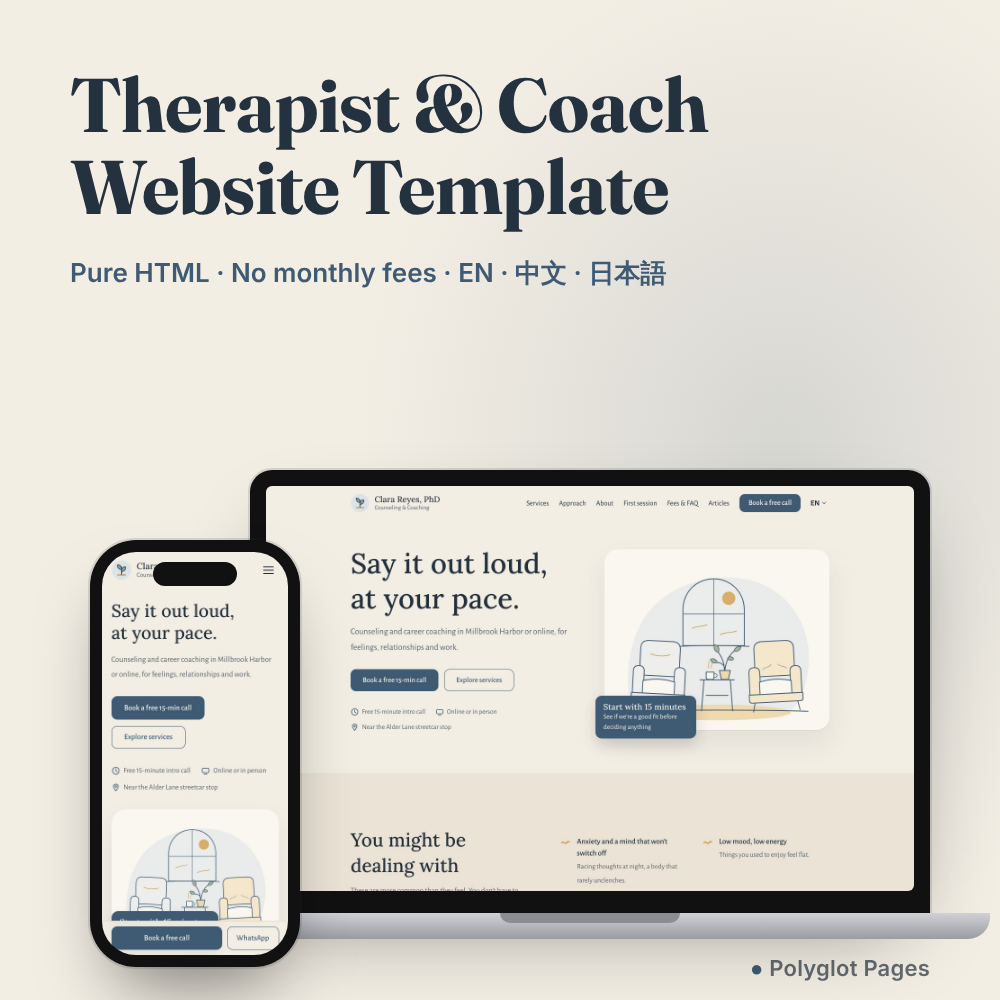 Therapist & Coach
Website Template
Pure HTML · No monthly fees · EN · 中文 · 日本語
Clara Reyes, PhD
Counseling & Coaching
Services Approach About First session Fees & FAQ Articles Book a free call EN
Say it out loud,
at your pace.
Counseling and career coaching in Millbrook Harbor or online, for
feelings, relationships and work.
Book a free 15-min call Explore services
Free 15-minute intro call Online or in person
Near the Alder Lane streetcar stop
Start with 15 minutes
See if we're a good fit before
deciding anything
You might be
dealing with
Anxiety and a mind that won't
switch off
Racing thoughts at night, a body that
rarely unclenches.
Low mood, low energy
Things you used to enjoy feel flat.
Say it out loud,
at your pace.
Counseling and career coaching in Millbrook Harbor
or online, for feelings, relationships and work.
Book a free 15-min call
Explore services
Free 15-minute intro call Online or in person
Near the Alder Lane streetcar stop
Book a free call WhatsApp
Polyglot Pages